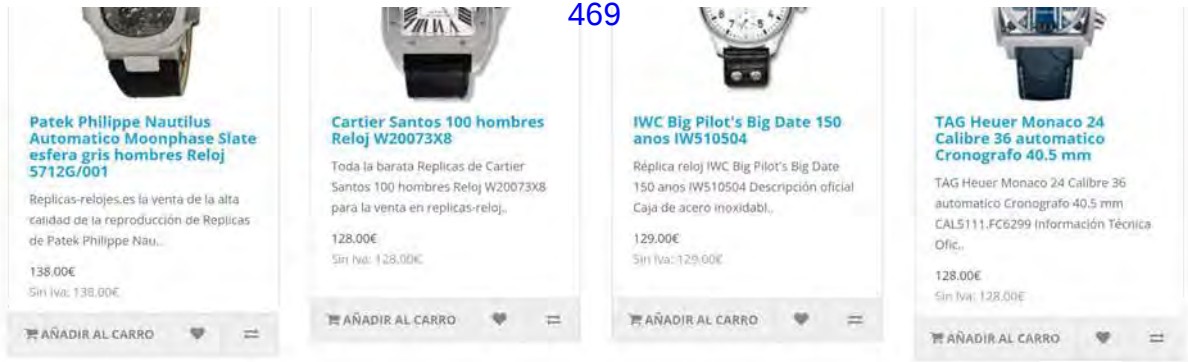 469
Patek Philippe Nautilus
Automatico Moonphase Slate
esfera gris hombres Reloj
5712G/001
Replicas-relojes.es la venta de la alta
calidad de la reproducción de Replicas
de Patek Philippe Nau..
138.00€
Sin Iva: 138.00€
AÑADIR AL CARRO
Cartier Santos 100 hombres
Reloj W20073X8
Toda la barata Replicas de Cartier
Santos 100 hombres Reloj W20073X8
para la venta en replicas-reloj..
128.00€
Sin Iva: 128.00€
AÑADIR AL CARRO
IWC Big Pilot's Big Date 150
anos IW510504
Réplica reloj IWC Big Pilot's Big Date
150 anos IW510504 Descripción oficial
Caja de acero inoxidabl..
129.00€
Sin Iva: 129.00€
AÑADIR AL CARRO
TAG Heuer Monaco 24
Calibre 36 automatico
Cronografo 40.5 mm
TAG Heuer Monaco 24 Calibre 36
automatico Cronografo 40.5 mm
CAL5111.FC6299 Información Técnica
Ofic..
128.00€
Sin Iva: 128.00€
AÑADIR AL CARRO